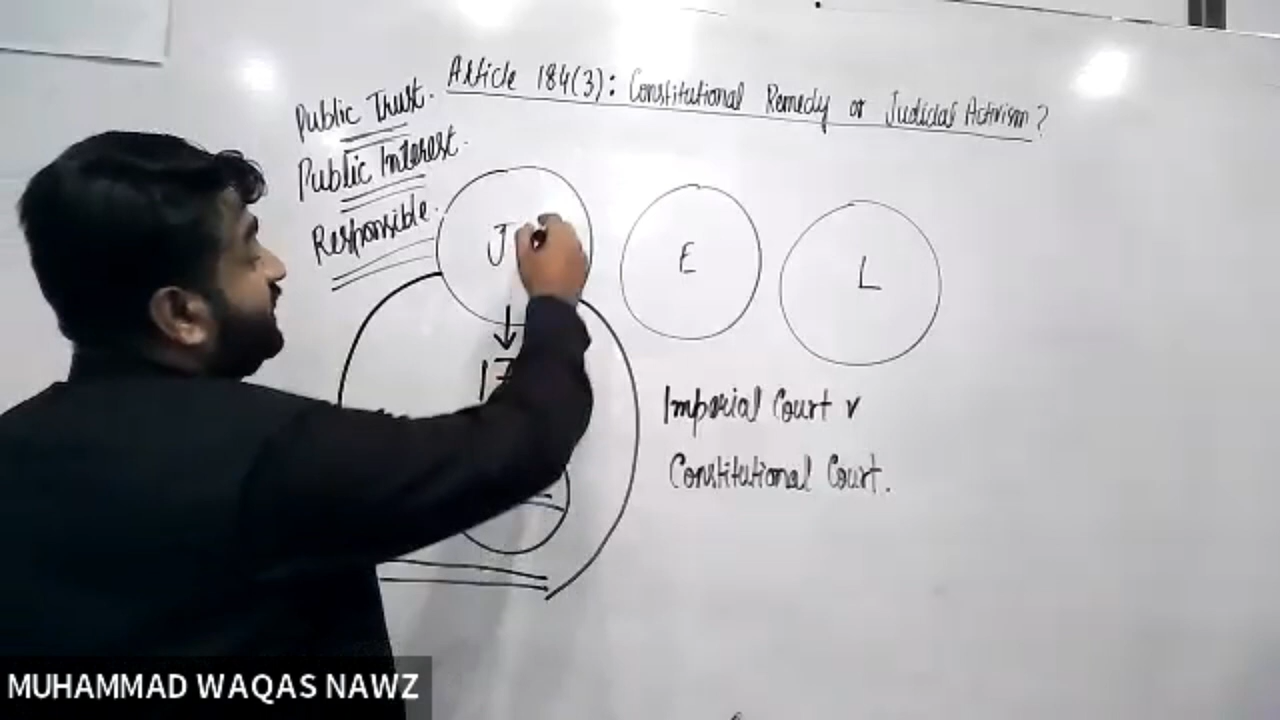 Article 184(3): Constitutional Remedy or Judicial Activism?
Public Trust.
Public Interest.
Responsible.
J
E
L
17
Imperial Court v
Constitutional Court.
MUHAMMAD WAQAS NAWZ